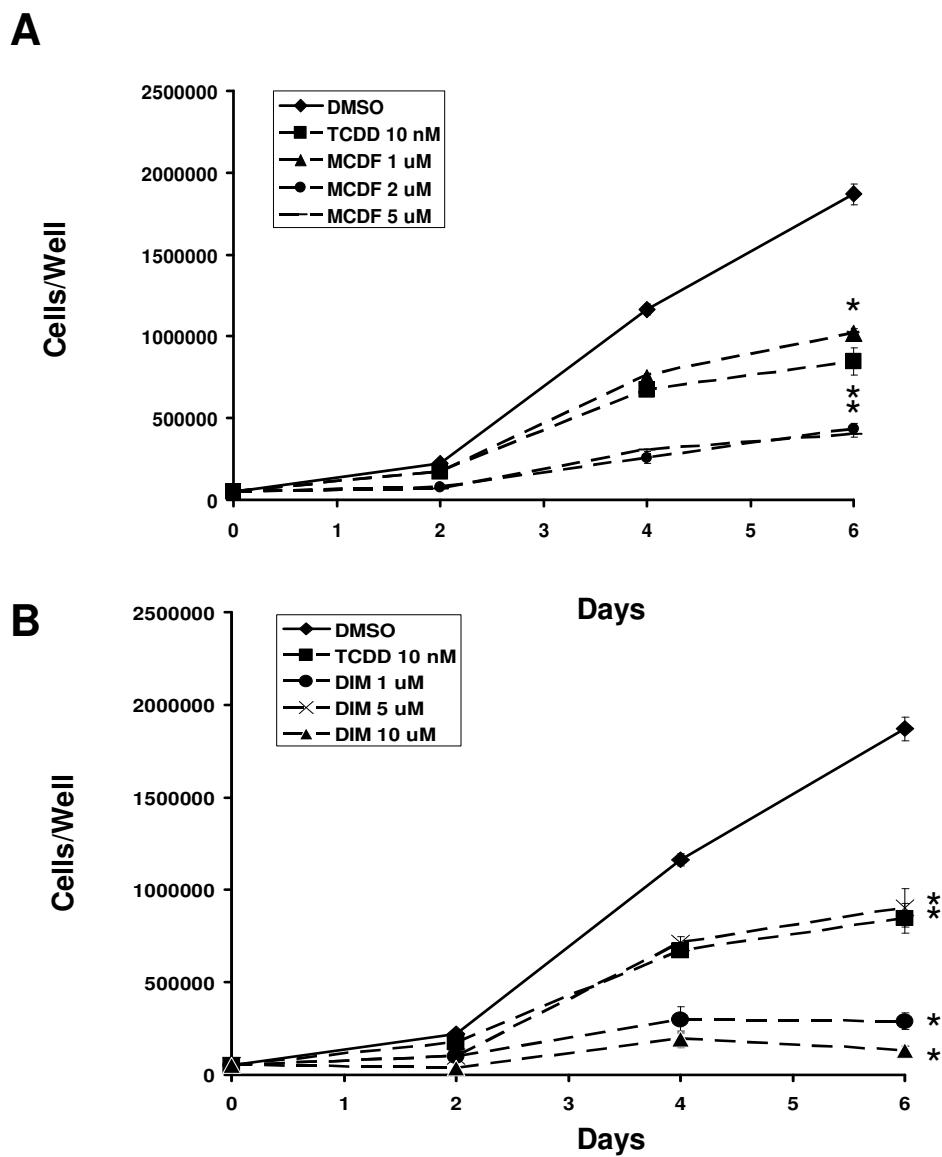 A
2500000
2000000
1500000
1000000
500000
0
Cells/Well
DMSO
TCDD 10 nM
MCDF 1 uM
MCDF 2 uM
MCDF 5 uM
*
*
*
0 1 2 3 4 5 6
Days
B
2500000
2000000
1500000
1000000
500000
0
Cells/Well
DMSO
TCDD 10 nM
DIM 1 uM
DIM 5 uM
DIM 10 uM
*
*
*
*
0 1 2 3 4 5 6
Days